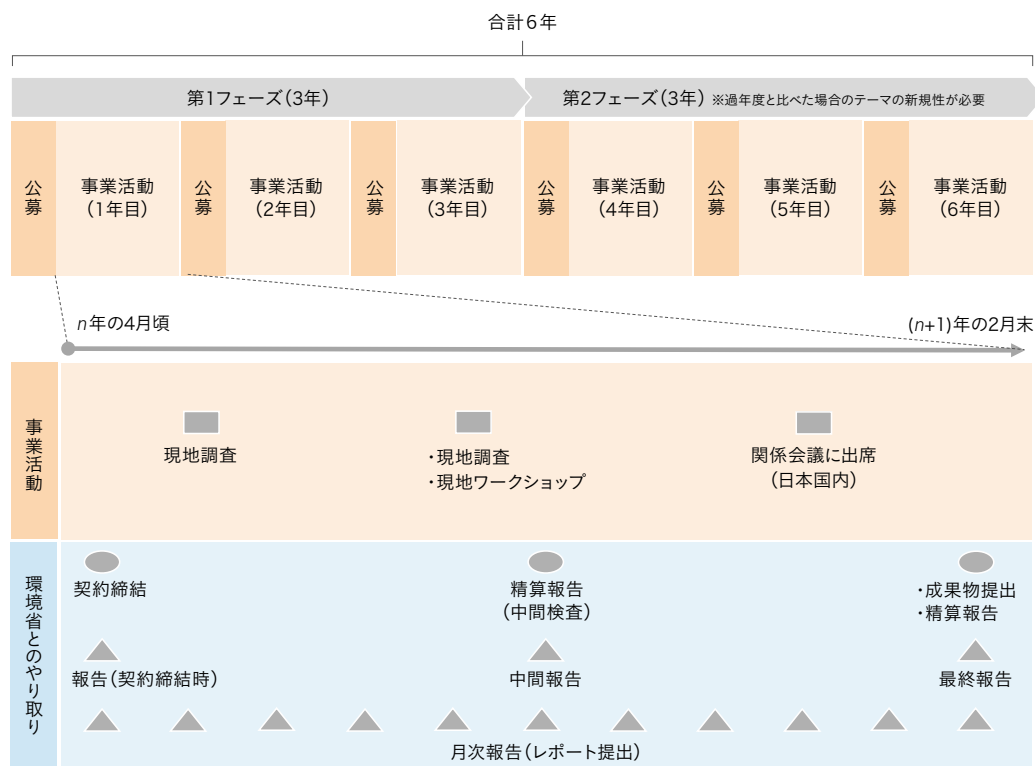 合計6年
第1フェーズ(3年)
第2フェーズ(3年) ※過年度と比べた場合のテーマの新規性が必要
公募
事業活動
(1年目)
公募
事業活動
(2年目)
公募
事業活動
(3年目)
公募
事業活動
(4年目)
公募
事業活動
(5年目)
公募
事業活動
(6年目)
n年の4月頃
(n+1)年の2月末
事業活動
現地調査
・現地調査
・現地ワークショップ
関係会議に出席
(日本国内)
環境省とのやり取り
契約締結
精算報告
(中間検査)
・成果物提出
・精算報告
報告(契約締結時)
中間報告
最終報告
月次報告(レポート提出)